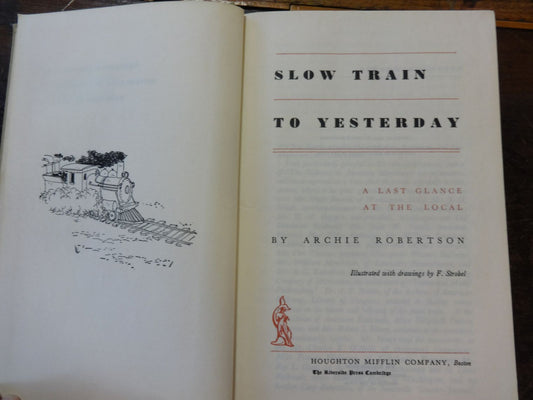 SLOW TRAIN
TO YESTERDAY
A LAST GLANCE
AT THE LOCAL
BY ARCHIE ROBERTSON
Illustrated with drawings by F. Strobel
HOUGHTON MIFFLIN COMPANY, Boston
The Riverside Press Cambridge